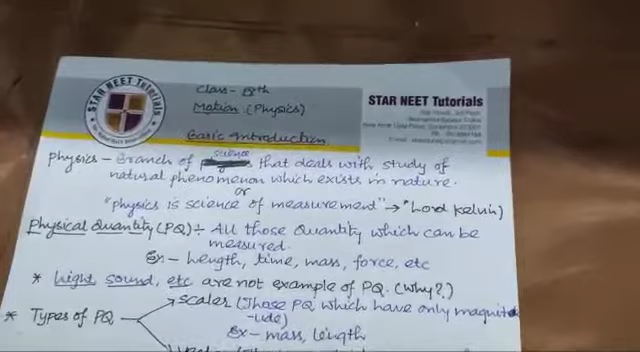 STAR NEET Tutorials
Class - 9th
Motion (Physics)
Basic Introduction
STAR NEET Tutorials
Physics - Branch of science that deals with study of
natural phenomenon which exists in nature.
or
"Physics is science of measurement" → "Lord Kelvin)
Physical Quantity (PQ) ÷ All those Quantity which can be
measured.
Ex - Length, time, mass, force, etc
* Light sound, etc are not example of PQ. (Why?)
* Types of PQ
→ Scaler (Those PQ which have only magnitud
-ude)
Ex - mass, length